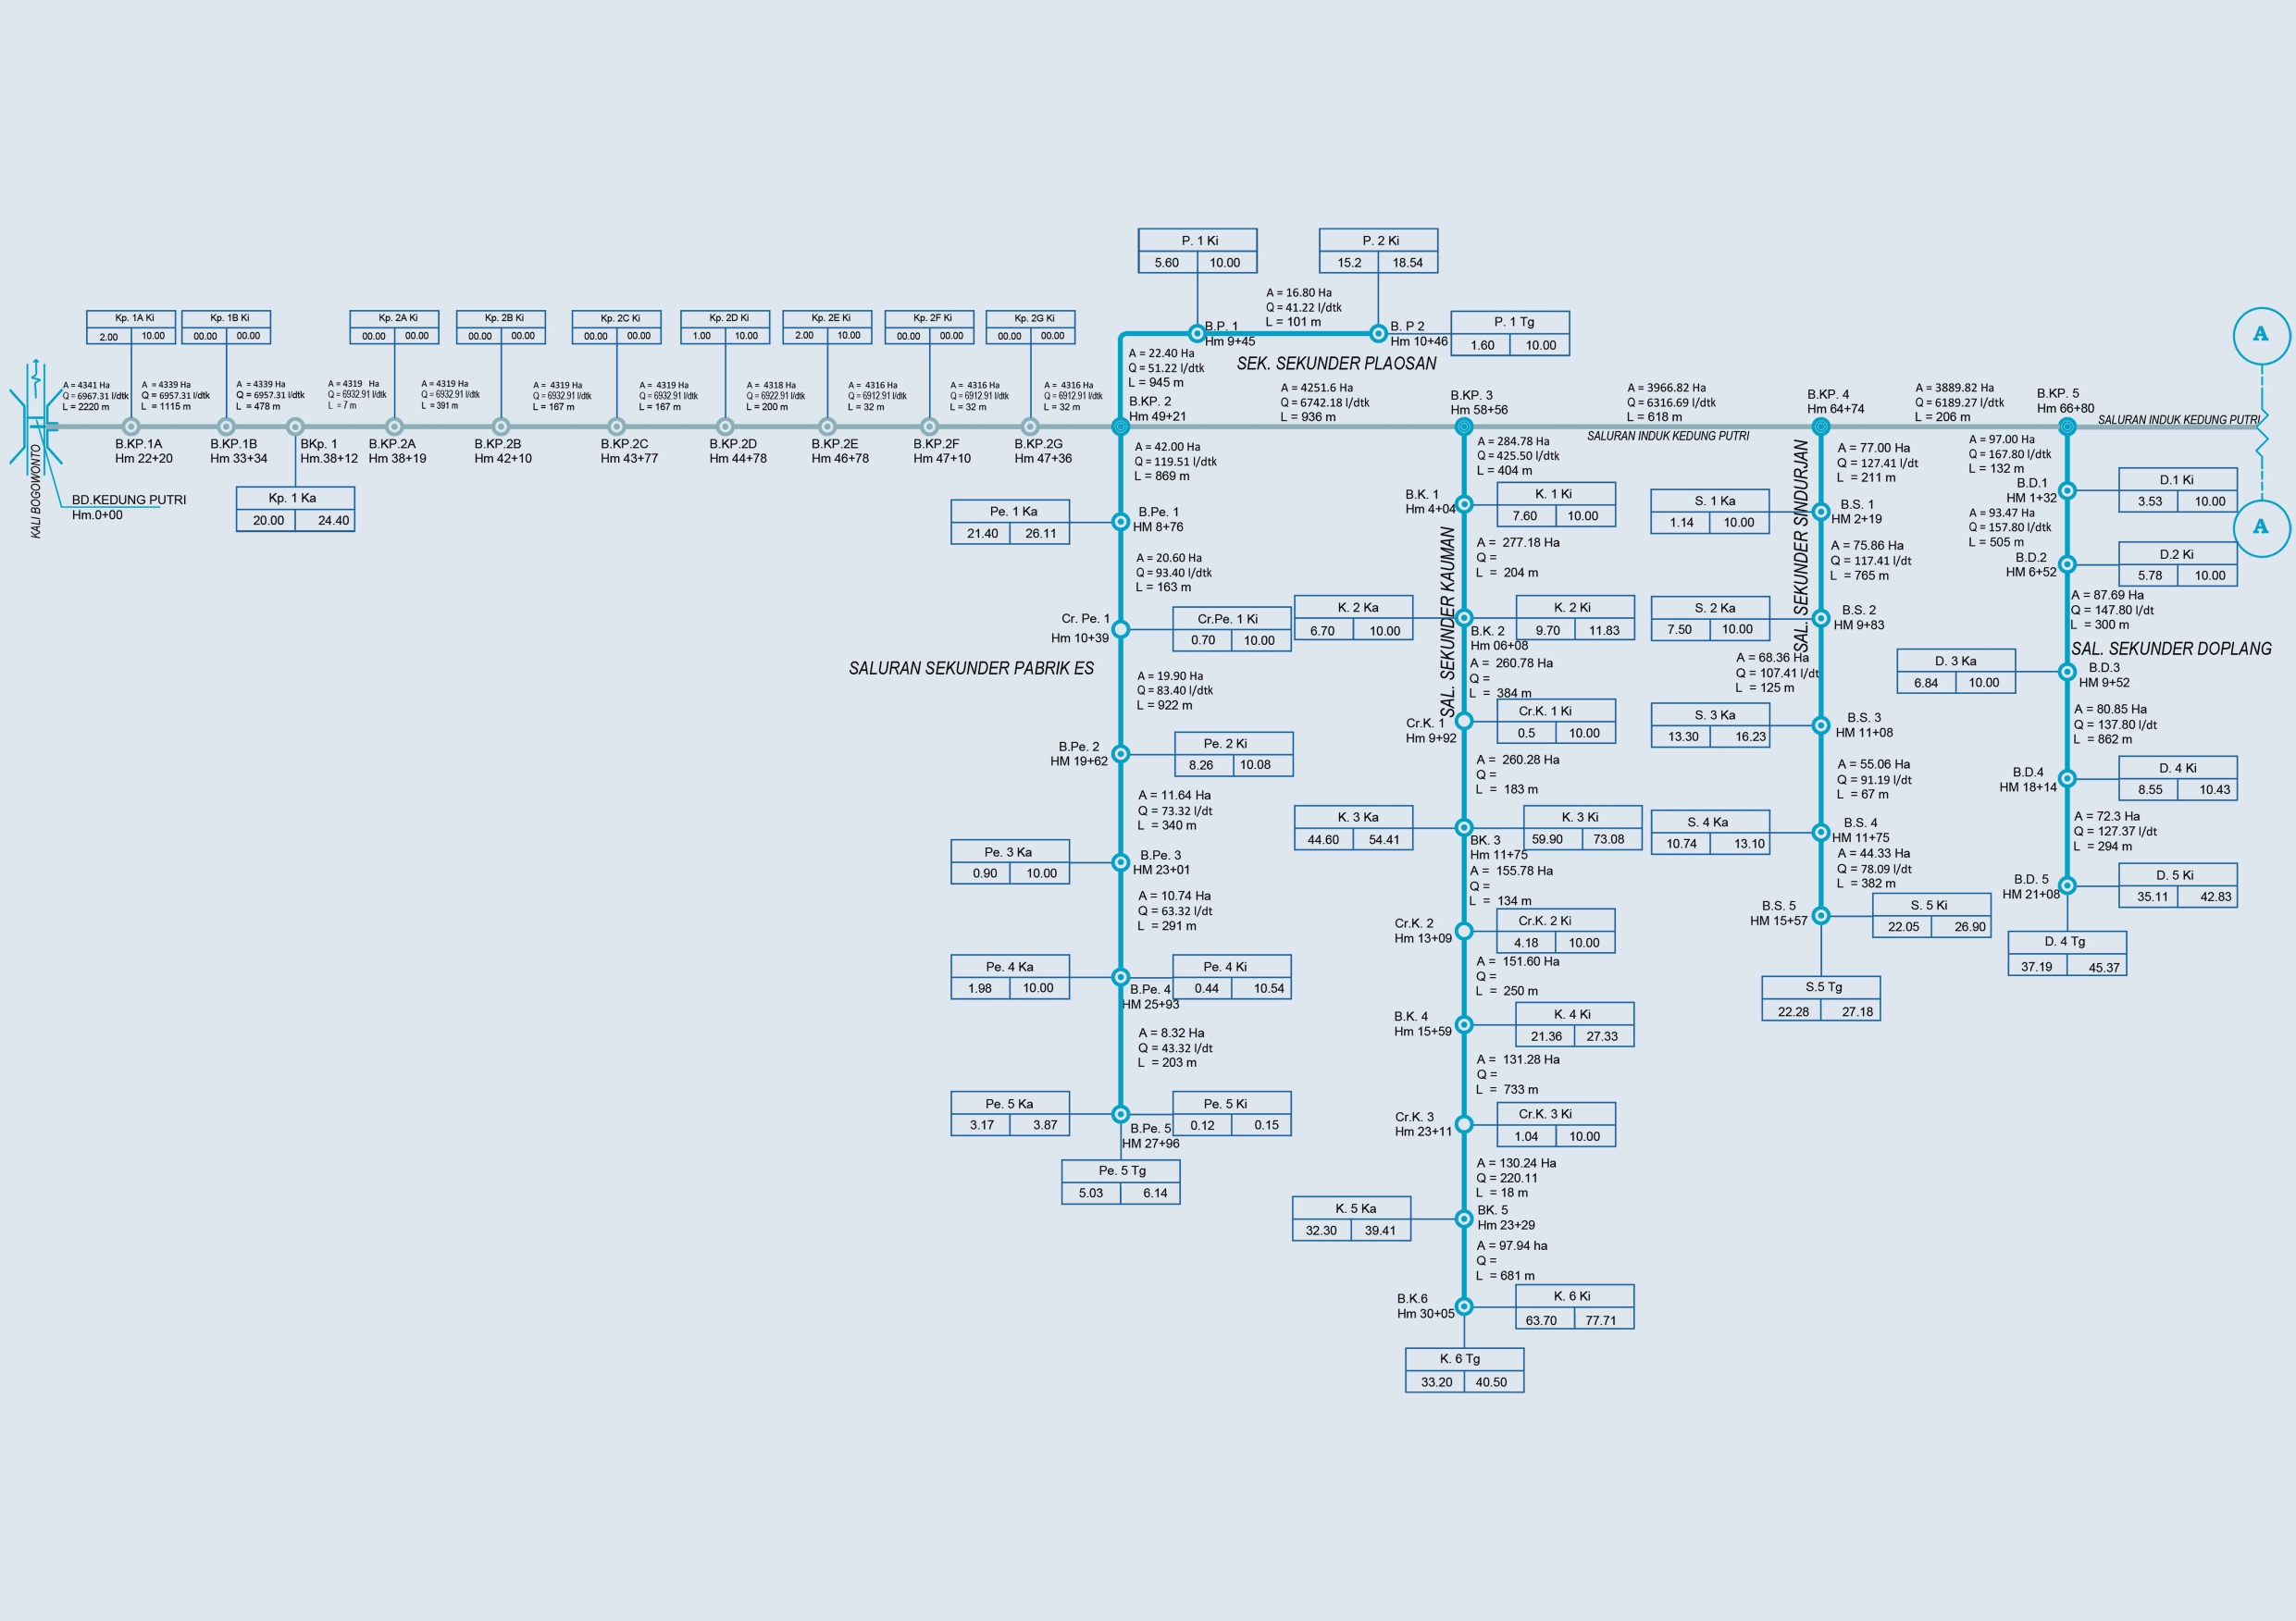 P. 1 Ki
5.60 10.00
P. 2 Ki
15.2 18.54
A = 16.80 Ha
Q = 41.22 l/dtk
L = 101 m
B.P. 1
Hm 9+45
B. P 2
Hm 10+46
P. 1 Tg
1.60 10.00
SEK. SEKUNDER PLAOSAN
A = 22.40 Ha
Q = 51.22 l/dtk
L = 945 m
B.KP. 2
Hm 49+21
Kp. 1A Ki
2.00 10.00
Kp. 1B Ki
00.00 00.00
Kp. 2A Ki
00.00 00.00
Kp. 2B Ki
00.00 00.00
Kp. 2C Ki
00.00 00.00
Kp. 2D Ki
1.00 10.00
Kp. 2E Ki
2.00 10.00
Kp. 2F Ki
00.00 00.00
Kp. 2G Ki
00.00 00.00
A = 4341 Ha
Q = 6967.31 l/dtk
L = 2220 m
A = 4339 Ha
Q = 6957.31 l/dtk
L = 1115 m
A = 4339 Ha
Q = 6957.31 l/dtk
L = 478 m
A = 4319 Ha
Q = 6932.91 l/dtk
L = 7 m
A = 4319 Ha
Q = 6932.91 l/dtk
L = 391 m
A = 4319 Ha
Q = 6932.91 l/dtk
L = 167 m
A = 4319 Ha
Q = 6932.91 l/dtk
L = 167 m
A = 4318 Ha
Q = 6922.91 l/dtk
L = 200 m
A = 4316 Ha
Q = 6912.91 l/dtk
L = 32 m
A = 4316 Ha
Q = 6912.91 l/dtk
L = 32 m
A = 4316 Ha
Q = 6912.91 l/dtk
L = 32 m
B.KP.1A
Hm 22+20
B.KP.1B
Hm 33+34
BKp. 1
Hm.38+12
B.KP.2A
Hm 38+19
B.KP.2B
Hm 42+10
B.KP.2C
Hm 43+77
B.KP.2D
Hm 44+78
B.KP.2E
Hm 46+78
B.KP.2F
Hm 47+10
B.KP.2G
Hm 47+36
KALI BOGOWONTO
BD.KEDUNG PUTRI
Hm.0+00
Kp. 1 Ka
20.00 24.40
A = 4251.6 Ha
Q = 6742.18 l/dtk
L = 936 m
B.KP. 3
Hm 58+56
A = 3966.82 Ha
Q = 6316.69 l/dtk
L = 618 m
SALURAN INDUK KEDUNG PUTRI
B.KP. 4
Hm 64+74
A = 3889.82 Ha
Q = 6189.27 l/dtk
L = 206 m
B.KP. 5
Hm 66+80
SALURAN INDUK KEDUNG PUTRI
A
A
A = 42.00 Ha
Q = 119.51 l/dtk
L = 869 m
Pe. 1 Ka
21.40 26.11
B.Pe. 1
HM 8+76
A = 20.60 Ha
Q = 93.40 l/dtk
L = 163 m
Cr. Pe. 1
Hm 10+39
Cr.Pe. 1 Ki
0.70 10.00
SALURAN SEKUNDER PABRIK ES
A = 19.90 Ha
Q = 83.40 l/dtk
L = 922 m
B.Pe. 2
HM 19+62
Pe. 2 Ki
8.26 10.08
A = 11.64 Ha
Q = 73.32 l/dt
L = 340 m
Pe. 3 Ka
0.90 10.00
B.Pe. 3
HM 23+01
A = 10.74 Ha
Q = 63.32 l/dt
L = 291 m
Pe. 4 Ka
1.98 10.00
B.Pe. 4
HM 25+93
Pe. 4 Ki
0.44 10.54
A = 8.32 Ha
Q = 43.32 l/dt
L = 203 m
Pe. 5 Ka
3.17 3.87
B.Pe. 5
HM 27+96
Pe. 5 Ki
0.12 0.15
Pe. 5 Tg
5.03 6.14
A = 284.78 Ha
Q = 425.50 l/dtk
L = 404 m
B.K. 1
Hm 4+04
K. 1 Ki
7.60 10.00
SAL. SEKUNDER KAUMAN
A = 277.18 Ha
Q =
L = 204 m
K. 2 Ka
6.70 10.00
K. 2 Ki
9.70 11.83
B.K. 2
Hm 06+08
A = 260.78 Ha
Q =
L = 384 m
Cr.K. 1
Hm 9+92
Cr.K. 1 Ki
0.5 10.00
A = 260.28 Ha
Q =
L = 183 m
K. 3 Ka
44.60 54.41
K. 3 Ki
59.90 73.08
BK. 3
Hm 11+75
A = 155.78 Ha
Q =
L = 134 m
Cr.K. 2
Hm 13+09
Cr.K. 2 Ki
4.18 10.00
A = 151.60 Ha
Q =
L = 250 m
B.K. 4
Hm 15+59
K. 4 Ki
21.36 27.33
A = 131.28 Ha
Q =
L = 733 m
Cr.K. 3
Hm 23+11
Cr.K. 3 Ki
1.04 10.00
A = 130.24 Ha
Q = 220.11
L = 18 m
K. 5 Ka
32.30 39.41
BK. 5
Hm 23+29
A = 97.94 ha
Q =
L = 681 m
B.K.6
Hm 30+05
K. 6 Ki
63.70 77.71
K. 6 Tg
33.20 40.50
SAL. SEKUNDER SINDURJAN
A = 77.00 Ha
Q = 127.41 l/dt
L = 211 m
S. 1 Ka
1.14 10.00
B.S. 1
HM 2+19
A = 75.86 Ha
Q = 117.41 l/dt
L = 765 m
S. 2 Ka
7.50 10.00
B.S. 2
HM 9+83
A = 68.36 Ha
Q = 107.41 l/dt
L = 125 m
S. 3 Ka
13.30 16.23
B.S. 3
HM 11+08
A = 55.06 Ha
Q = 91.19 l/dt
L = 67 m
S. 4 Ka
10.74 13.10
B.S. 4
HM 11+75
A = 44.33 Ha
Q = 78.09 l/dt
L = 382 m
B.S. 5
HM 15+57
S. 5 Ki
22.05 26.90
S.5 Tg
22.28 27.18
A = 97.00 Ha
Q = 167.80 l/dtk
L = 132 m
B.D.1
HM 1+32
D.1 Ki
3.53 10.00
A = 93.47 Ha
Q = 157.80 l/dtk
L = 505 m
B.D.2
HM 6+52
D.2 Ki
5.78 10.00
A = 87.69 Ha
Q = 147.80 l/dt
L = 300 m
SAL. SEKUNDER DOPLANG
D. 3 Ka
6.84 10.00
B.D.3
HM 9+52
A = 80.85 Ha
Q = 137.80 l/dt
L = 862 m
B.D.4
HM 18+14
D. 4 Ki
8.55 10.43
A = 72.3 Ha
Q = 127.37 l/dt
L = 294 m
B.D. 5
HM 21+08
D. 5 Ki
35.11 42.83
D. 4 Tg
37.19 45.37